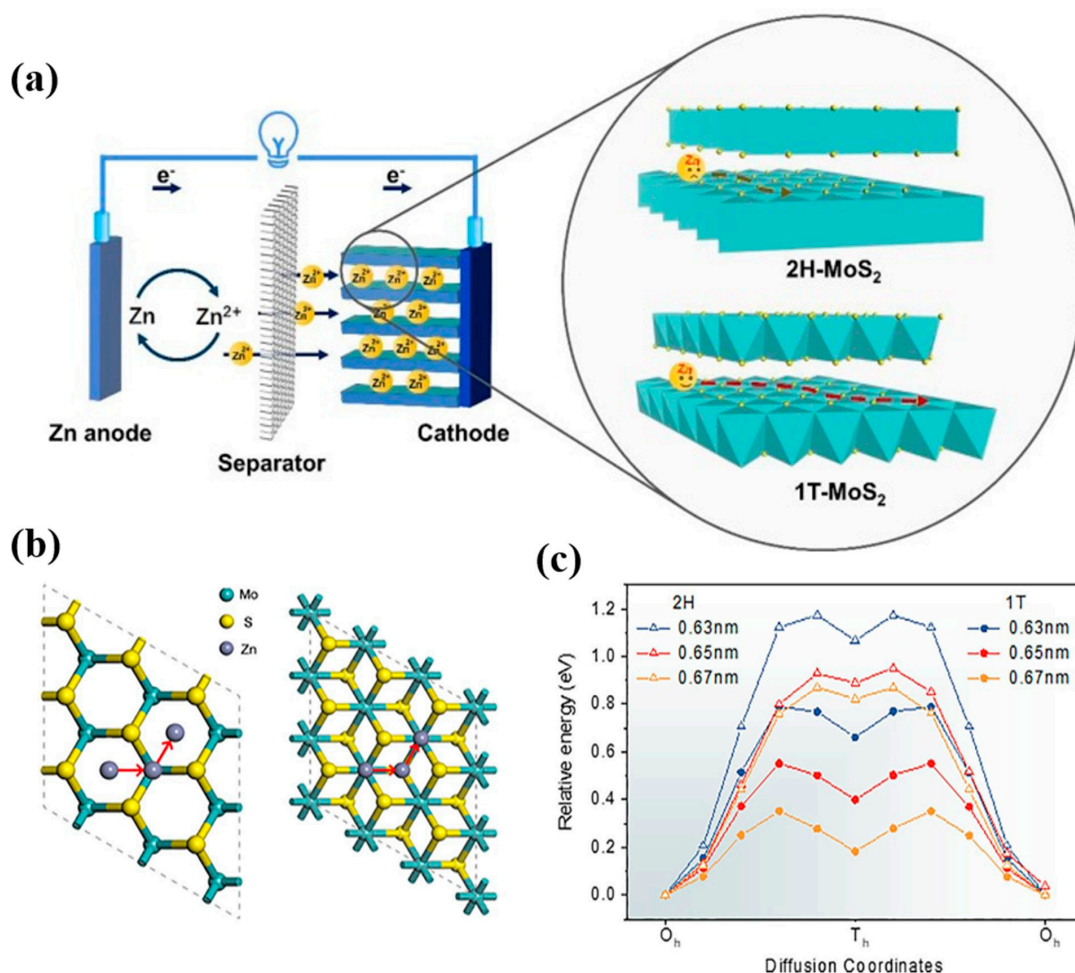 (a)
e⁻
e⁻
Zn
Zn²⁺
Zn²⁺
Zn²⁺
Zn²⁺
Zn²⁺ Zn²⁺ Zn²⁺
Zn²⁺ Zn²⁺
Zn²⁺ Zn²⁺ Zn²⁺
Zn²⁺ Zn²⁺
Zn anode
Separator
Cathode
Zn
2H-MoS₂
Zn
1T-MoS₂
(b)
Mo
S
Zn
(c)
Relative energy (eV)
1.2
1.0
0.8
0.6
0.4
0.2
0.0
2H
0.63nm
0.65nm
0.67nm
1T
0.63nm
0.65nm
0.67nm
Oₕ Tₕ Oₕ
Diffusion Coordinates